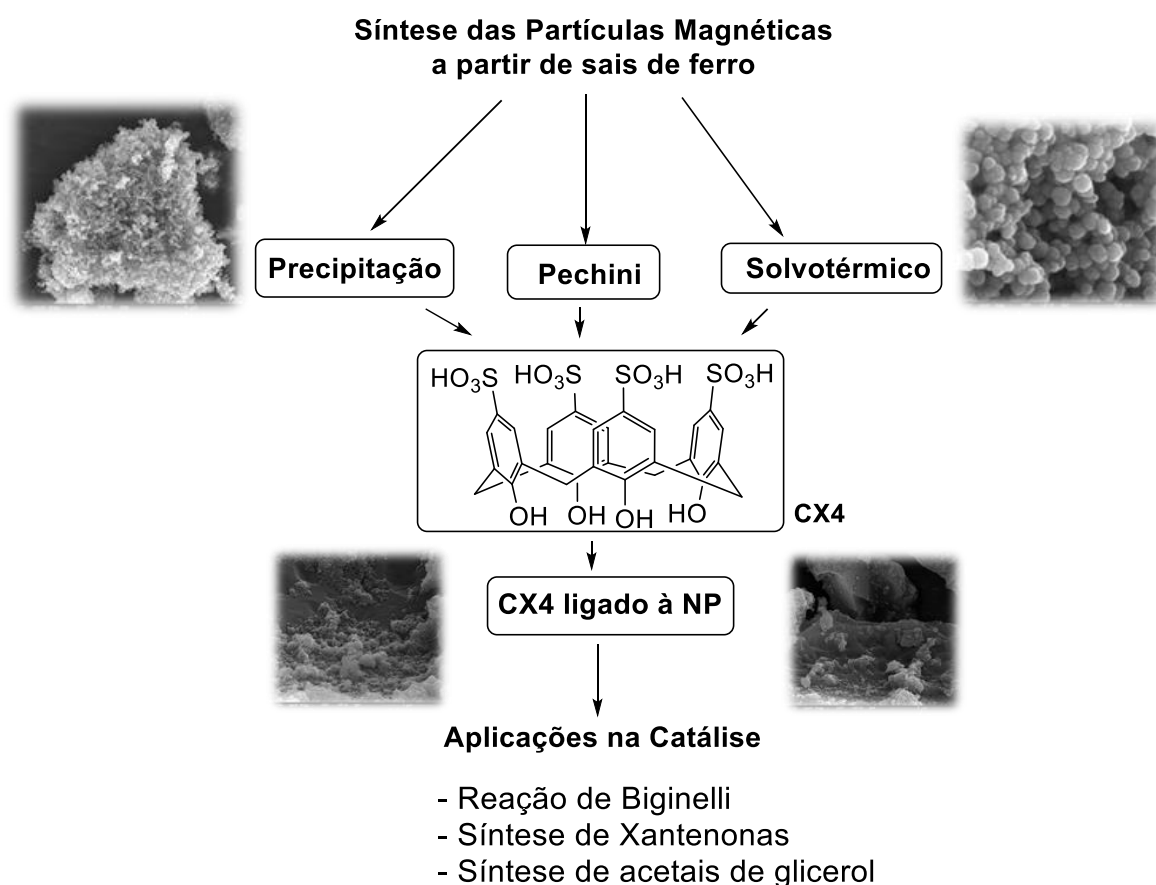 Síntese das Partículas Magnéticas
a partir de sais de ferro
Precipitação
Pechini
Solvotérmico
HO₃S
HO₃S
SO₃H
SO₃H
OH
OH
OH
HO
CX4
CX4 ligado à NP
Aplicações na Catálise
- Reação de Biginelli
- Síntese de Xantenonas
- Síntese de acetais de glicerol